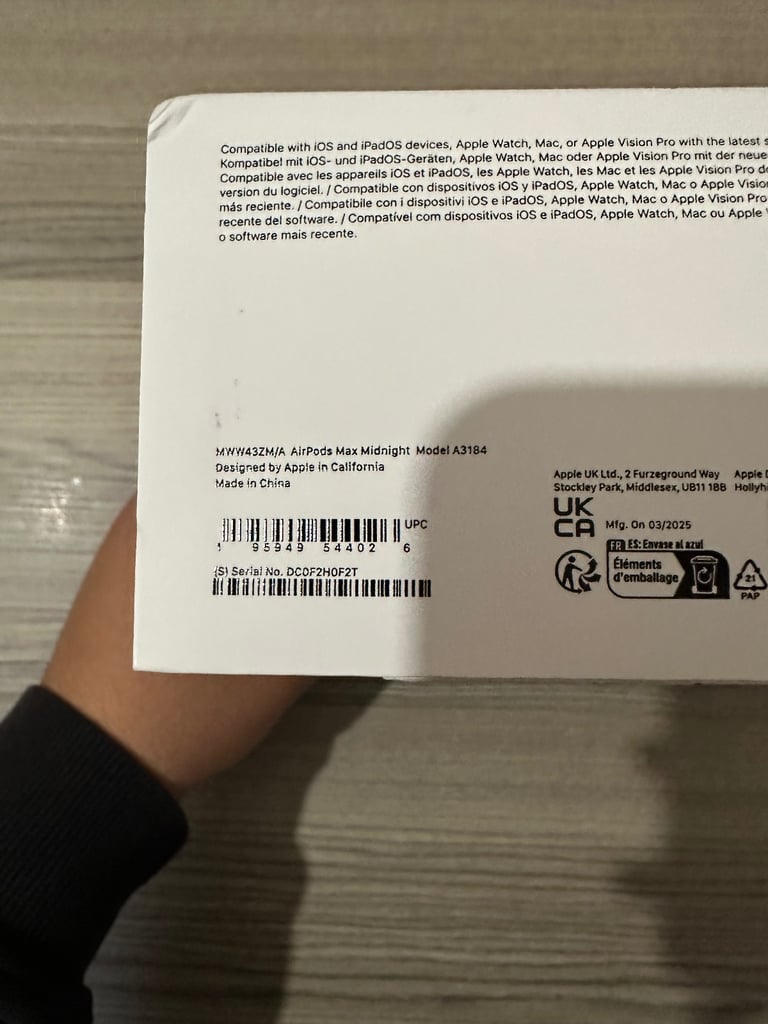 Compatible with iOS and iPadOS devices, Apple Watch, Mac, or Apple Vision Pro with the latest
Kompatibel mit iOS- und iPadOS-Geräten, Apple Watch, Mac oder Apple Vision Pro mit der neue
Compatible avec les appareils iOS et iPadOS, les Apple Watch, les Mac et les Apple Vision Pro
version du logiciel. / Compatible con dispositivos iOS y iPadOS, Apple Watch, Mac o Apple Vision
más reciente. / Compatibile con i dispositivi iOS e iPadOS, Apple Watch, Mac o Apple Vision Pro
recente del software. / Compatível com dispositivos iOS e iPadOS, Apple Watch, Mac ou Apple
o software mais recente.
MWW43ZM/A AirPods Max Midnight Model A3184
Designed by Apple in California
Made in China
UPC
1 95949 54402 6
(S) Serial No. DC0F2H0F2T
Apple UK Ltd., 2 Furzeground Way
Stockley Park, Middlesex, UB11 1BB
Apple
UK
CA
Mfg. On 03/2025
FR ES: Envase al azul
Éléments
d'emballage
21
PAP